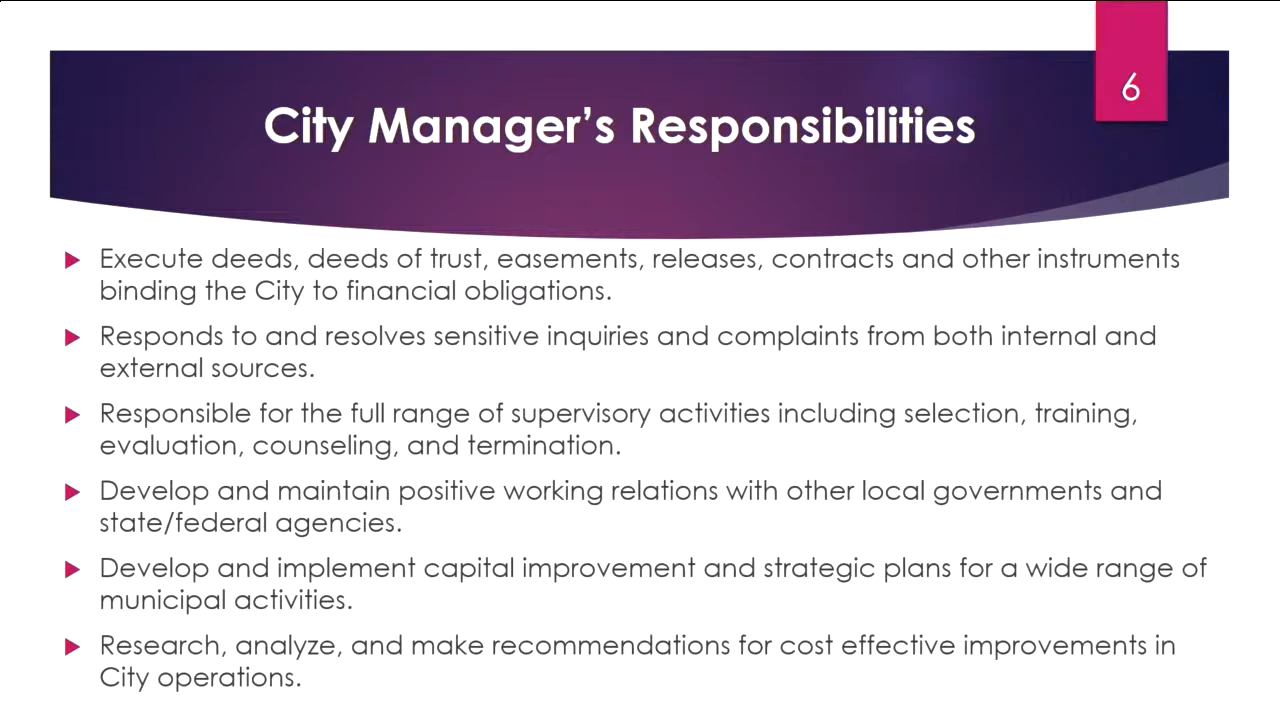 6
City Manager’s Responsibilities
Execute deeds, deeds of trust, easements, releases, contracts and other instruments
binding the City to financial obligations.
Responds to and resolves sensitive inquiries and complaints from both internal and
external sources.
Responsible for the full range of supervisory activities including selection, training,
evaluation, counseling, and termination.
Develop and maintain positive working relations with other local governments and
state/federal agencies.
Develop and implement capital improvement and strategic plans for a wide range of
municipal activities.
Research, analyze, and make recommendations for cost effective improvements in
City operations.